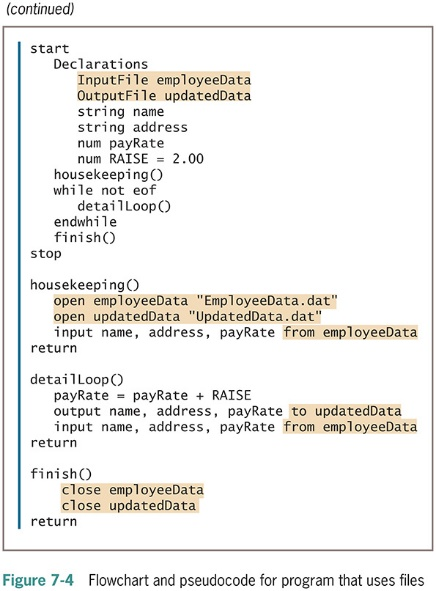 (continued)
start
Declarations
InputFile employeeData
OutputFile updatedData
string name
string address
num payRate
num RAISE = 2.00
housekeeping()
while not eof
detailLoop()
endwhile
finish()
stop
housekeeping()
open employeeData "EmployeeData.dat"
open updatedData "UpdatedData.dat"
input name, address, payRate from employeeData
return
detailLoop()
payRate = payRate + RAISE
output name, address, payRate to updatedData
input name, address, payRate from employeeData
return
finish()
close employeeData
close updatedData
return
Figure 7-4 Flowchart and pseudocode for program that uses files